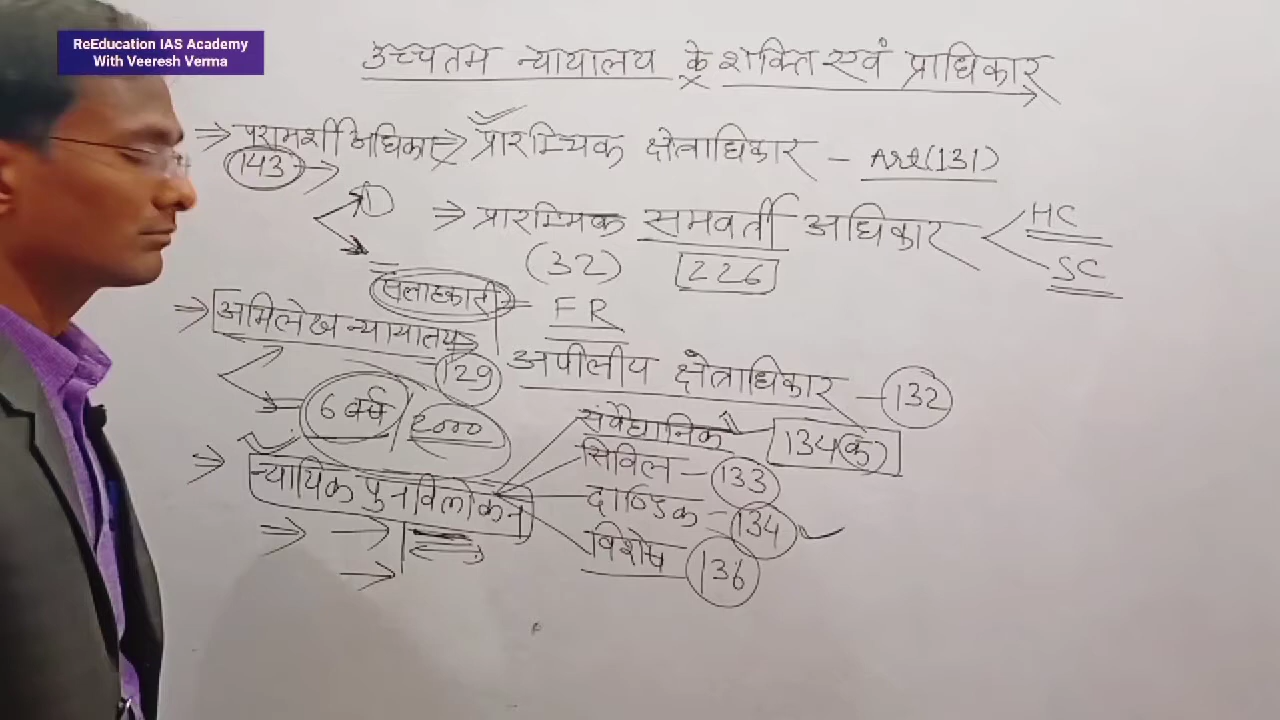 ReEducation IAS Academy
With Veeresh Verma
उच्चतम न्यायालय के शक्ति एवं प्राधिकार
⇒ परामर्शी अधिकार
143 →
⇒ प्रारम्भिक क्षेत्राधिकार – Art(131)
①
⇒ प्रारम्भिक समवर्ती अधिकार
HC
SC
(32) 226
सलाहकारी
FR
⇒ अभिलेख न्यायालय
129
अपीलीय क्षेत्राधिकार – 132
6 वर्ष / 2000
संवैधानिक – 134(क)
सिविल – 133
दाण्डिक – 134
विशेष 136
⇒ न्यायिक पुनर्विलोकन